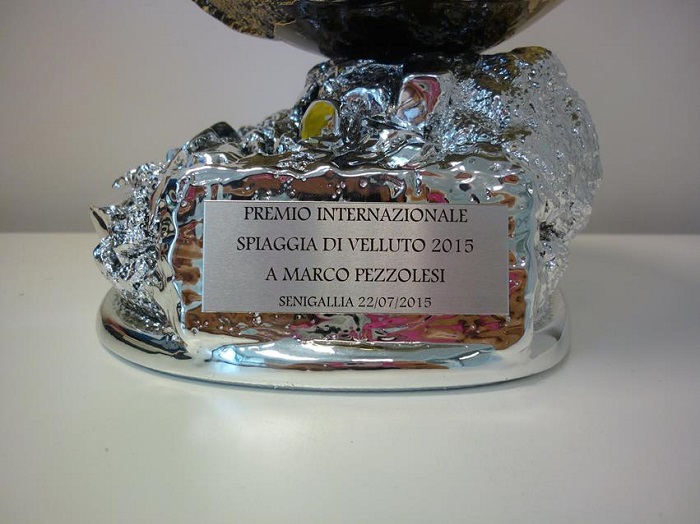 PREMIO INTERNAZIONALE
SPIAGGIA DI VELLUTO 2015
A MARCO PEZZOLESI
SENIGALLIA 22/07/2015